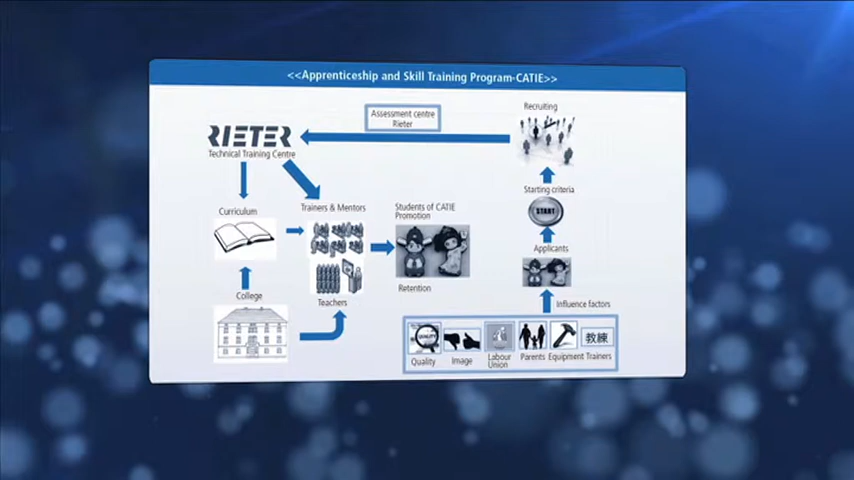 <<Apprenticeship and Skill Training Program-CATIE>>
Recruiting
Assessment centre
Rieter
RIETER
Technical Training Centre
Starting criteria
START
Curriculum
Trainers & Mentors
Students of CATIE
Promotion
Applicants
Retention
College
Teachers
Influence factors
QUALITY
教練
Quality
Image
Labour
Union
Parents
Equipment
Trainers